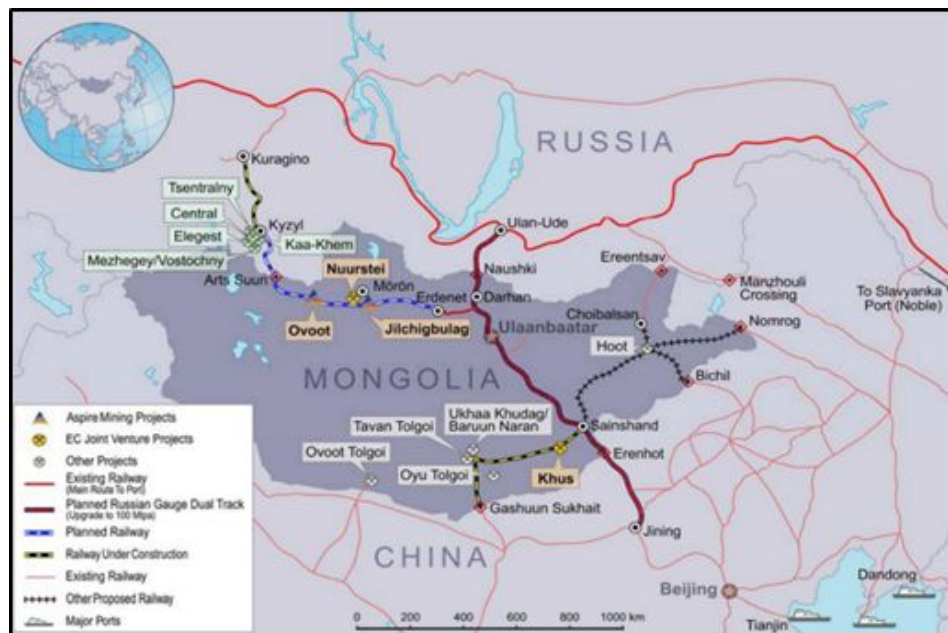 RUSSIA
Kuragino
Tsentralny
Central
Kyzyl
Elegest
Kaa-Khem
Mezhegey/Vostochny
Ulan-Ude
Arts Suuri
Nuurstei
Mörön
Naushki
Erdenet
Darhan
Ereentsav
Manzhouli
Crossing
To Slavyanka
Port (Noble)
Ovoot
Jilchigbulag
Ulaanbaatar
Choibalsan
Nomrog
Hoot
Bichil
MONGOLIA
Ukhaa Khudag/
Baruun Naran
Tavan Tolgoi
Sainshand
Ovoot Tolgoi
Oyu Tolgoi
Khus
Erenhot
Gashuun Sukhait
Jining
CHINA
Beijing
Dandong
Tianjin
Aspire Mining Projects
EC Joint Venture Projects
Other Projects
Existing Railway
(Main Route To Port)
Planned Russian Gauge Dual Track
(Upgrade to 100 Mtpa)
Planned Railway
Railway Under Construction
Existing Railway
Other Proposed Railway
Major Ports
0 200 400 600 800 1000 km